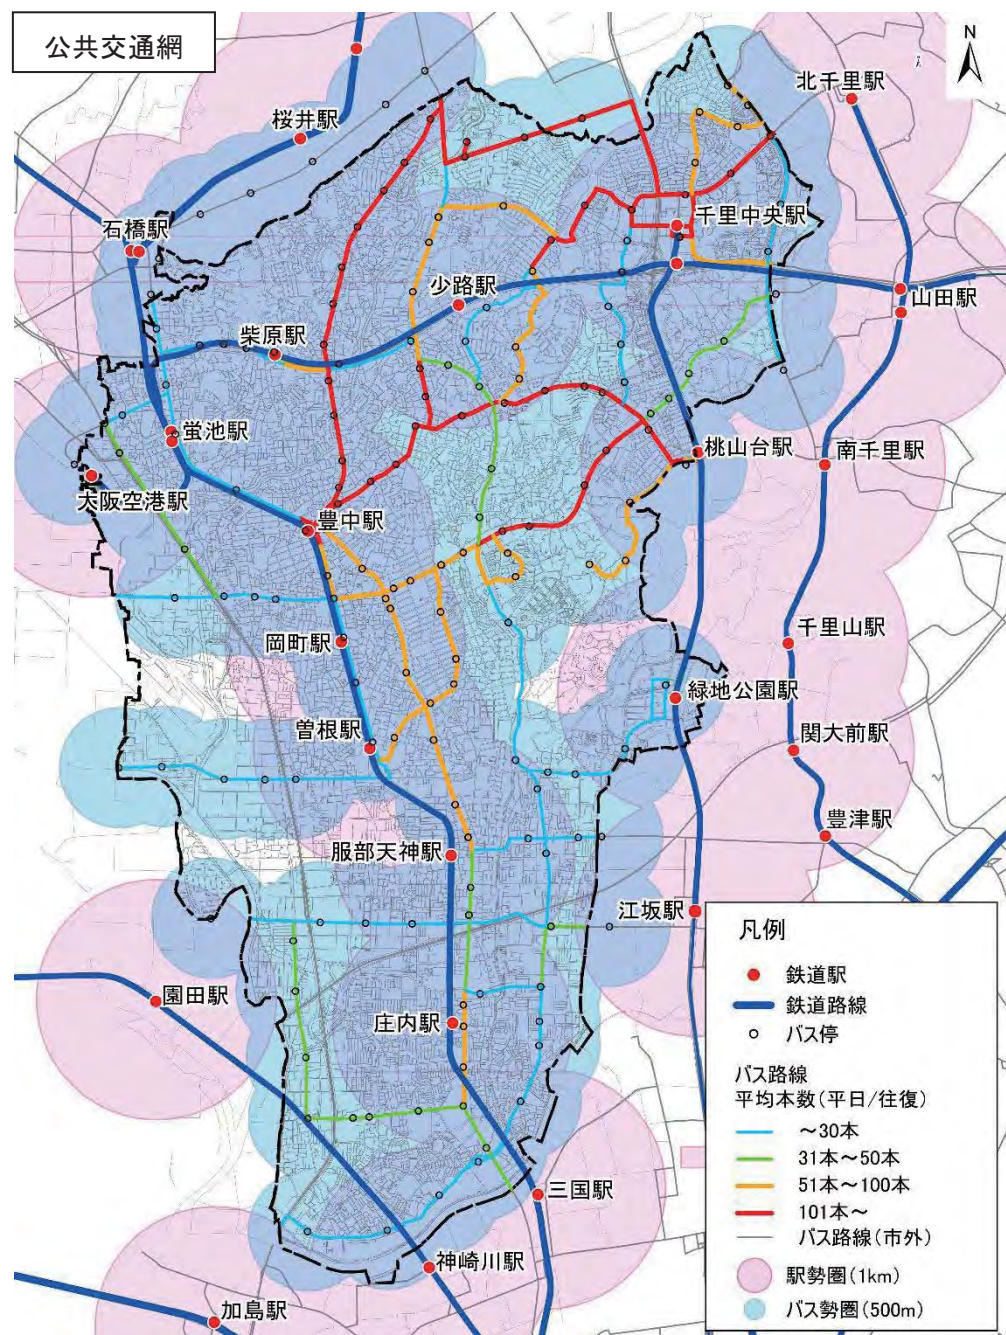 公共交通網
N
北千里駅
桜井駅
千里中央駅
石橋駅
山田駅
少路駅
柴原駅
蛍池駅
桃山台駅
南千里駅
大阪空港駅
豊中駅
千里山駅
岡町駅
緑地公園駅
曽根駅
関大前駅
豊津駅
服部天神駅
江坂駅
園田駅
庄内駅
三国駅
神崎川駅
加島駅
凡例
鉄道駅
鉄道路線
バス停
バス路線
平均本数(平日/往復)
～30本
31本～50本
51本～100本
101本～
バス路線(市外)
駅勢圏(1km)
バス勢圏(500m)